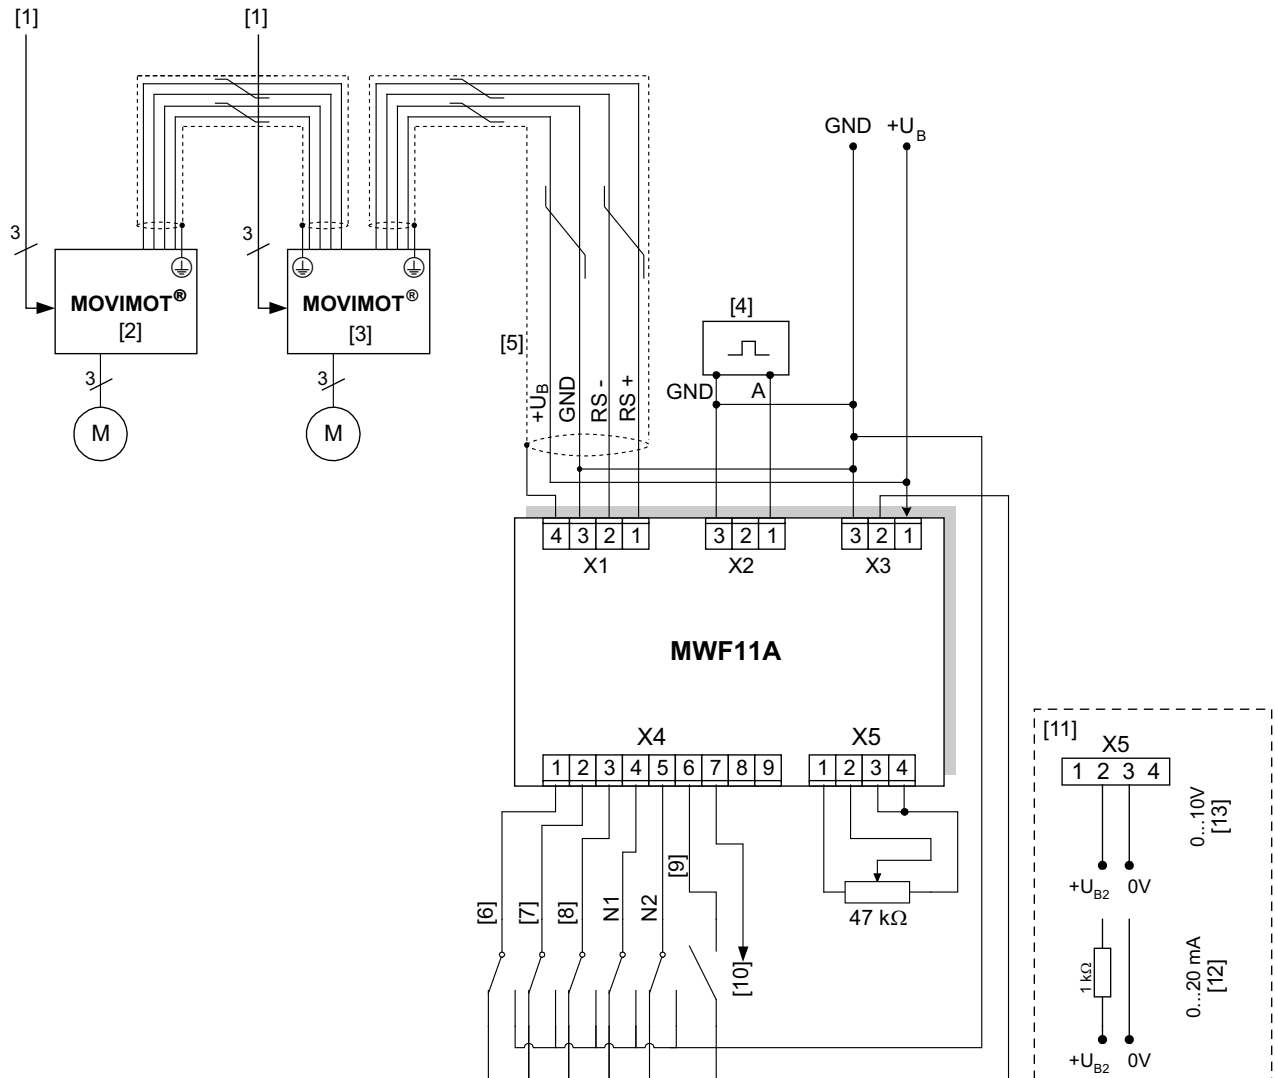 [1] [1]
GND +UB
3 3
MOVIMOT® MOVIMOT®
[2] [3]
[4]
[5]
3 3
M M
+UB GND RS - RS +
GND A
4 3 2 1 3 2 1 3 2 1
X1 X2 X3
MWF11A
X4 X5
1 2 3 4 5 6 7 8 9 1 2 3 4
[6] [7] [8] N1 N2 [9] [10]
47 kΩ
[11]
X5
1 2 3 4
0...10V
[13]
+UB2 0V
1 kΩ
0...20 mA
[12]
+UB2 0V